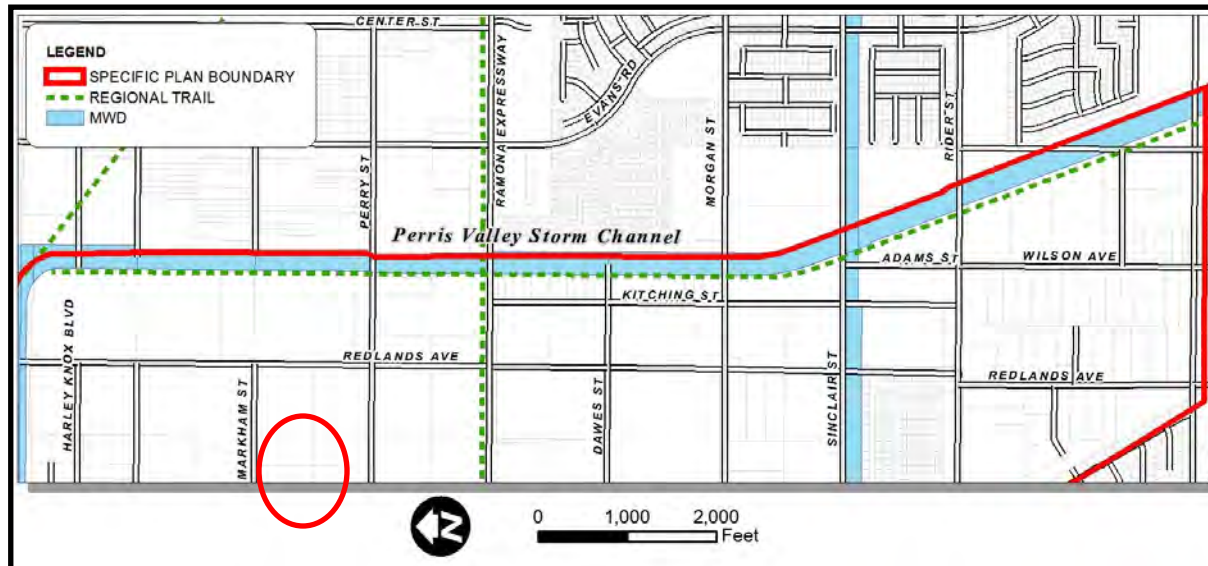 CENTER ST
LEGEND
SPECIFIC PLAN BOUNDARY
REGIONAL TRAIL
MWD
EVANS RD
RAMONA EXPRESSWAY
PERRY ST
MORGAN ST
RIDER ST
Perris Valley Storm Channel
ADAMS ST
WILSON AVE
KITCHING ST
HARLEY KNOX BLVD
REDLANDS AVE
MARKHAM ST
DAWES ST
SINCLAIR ST
REDLANDS AVE
N
0 1,000 2,000
Feet